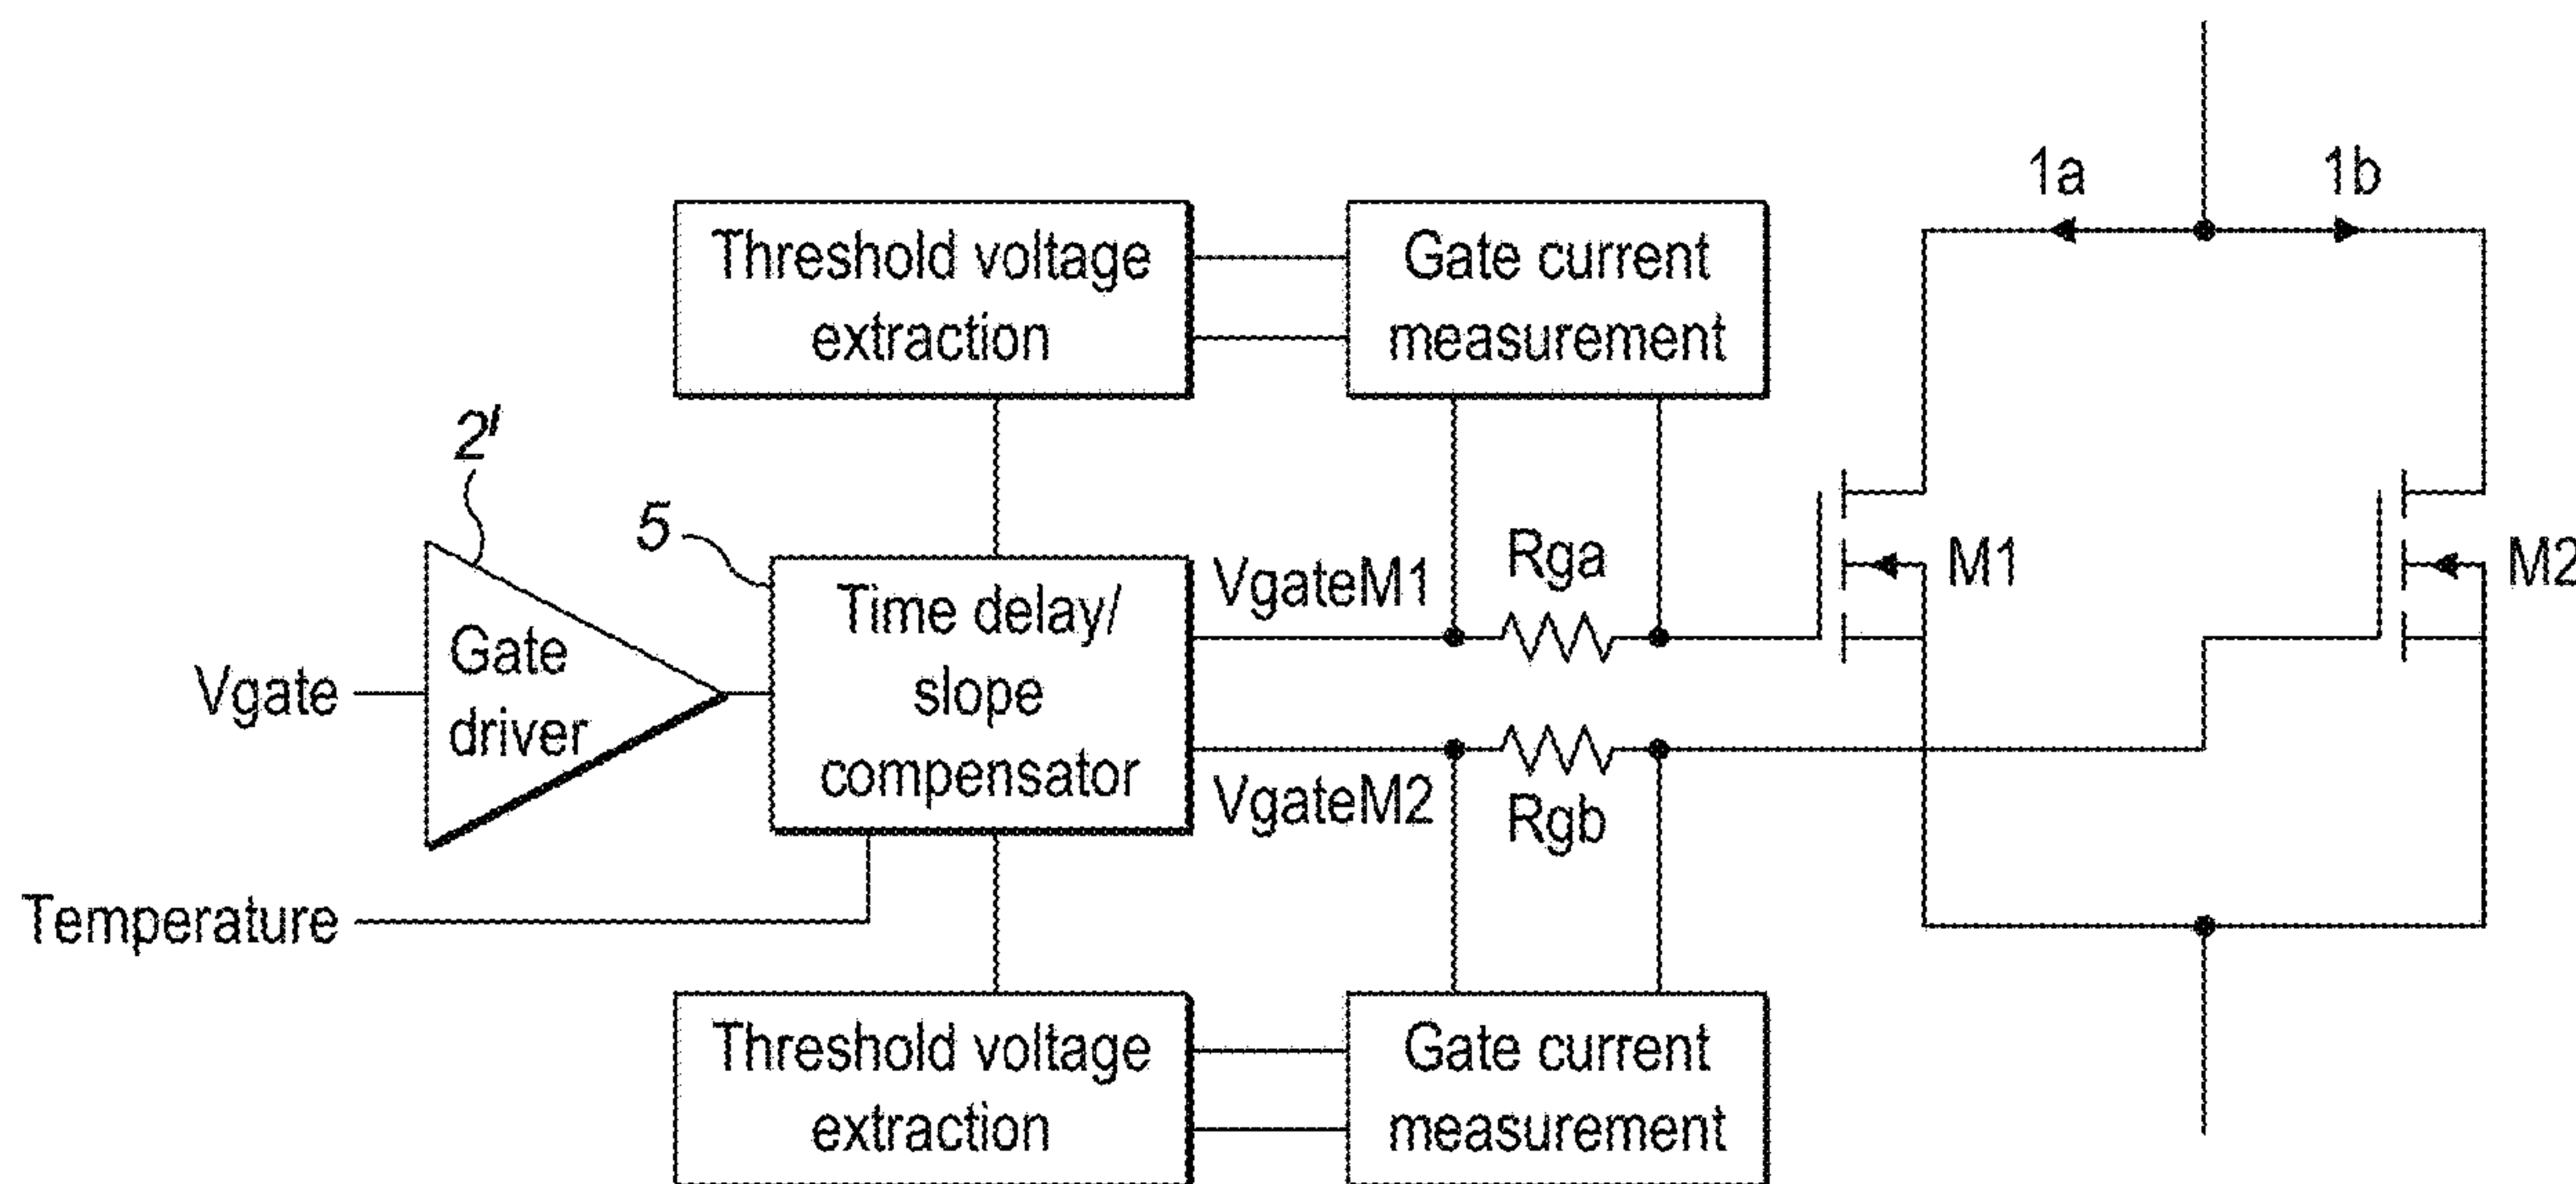 1a
1b
Threshold voltage
extraction
Gate current
measurement
2'
5
Gate
driver
Vgate
Time delay/
slope
compensator
VgateM1
Rga
M1
M2
VgateM2
Rgb
Temperature
Threshold voltage
extraction
Gate current
measurement